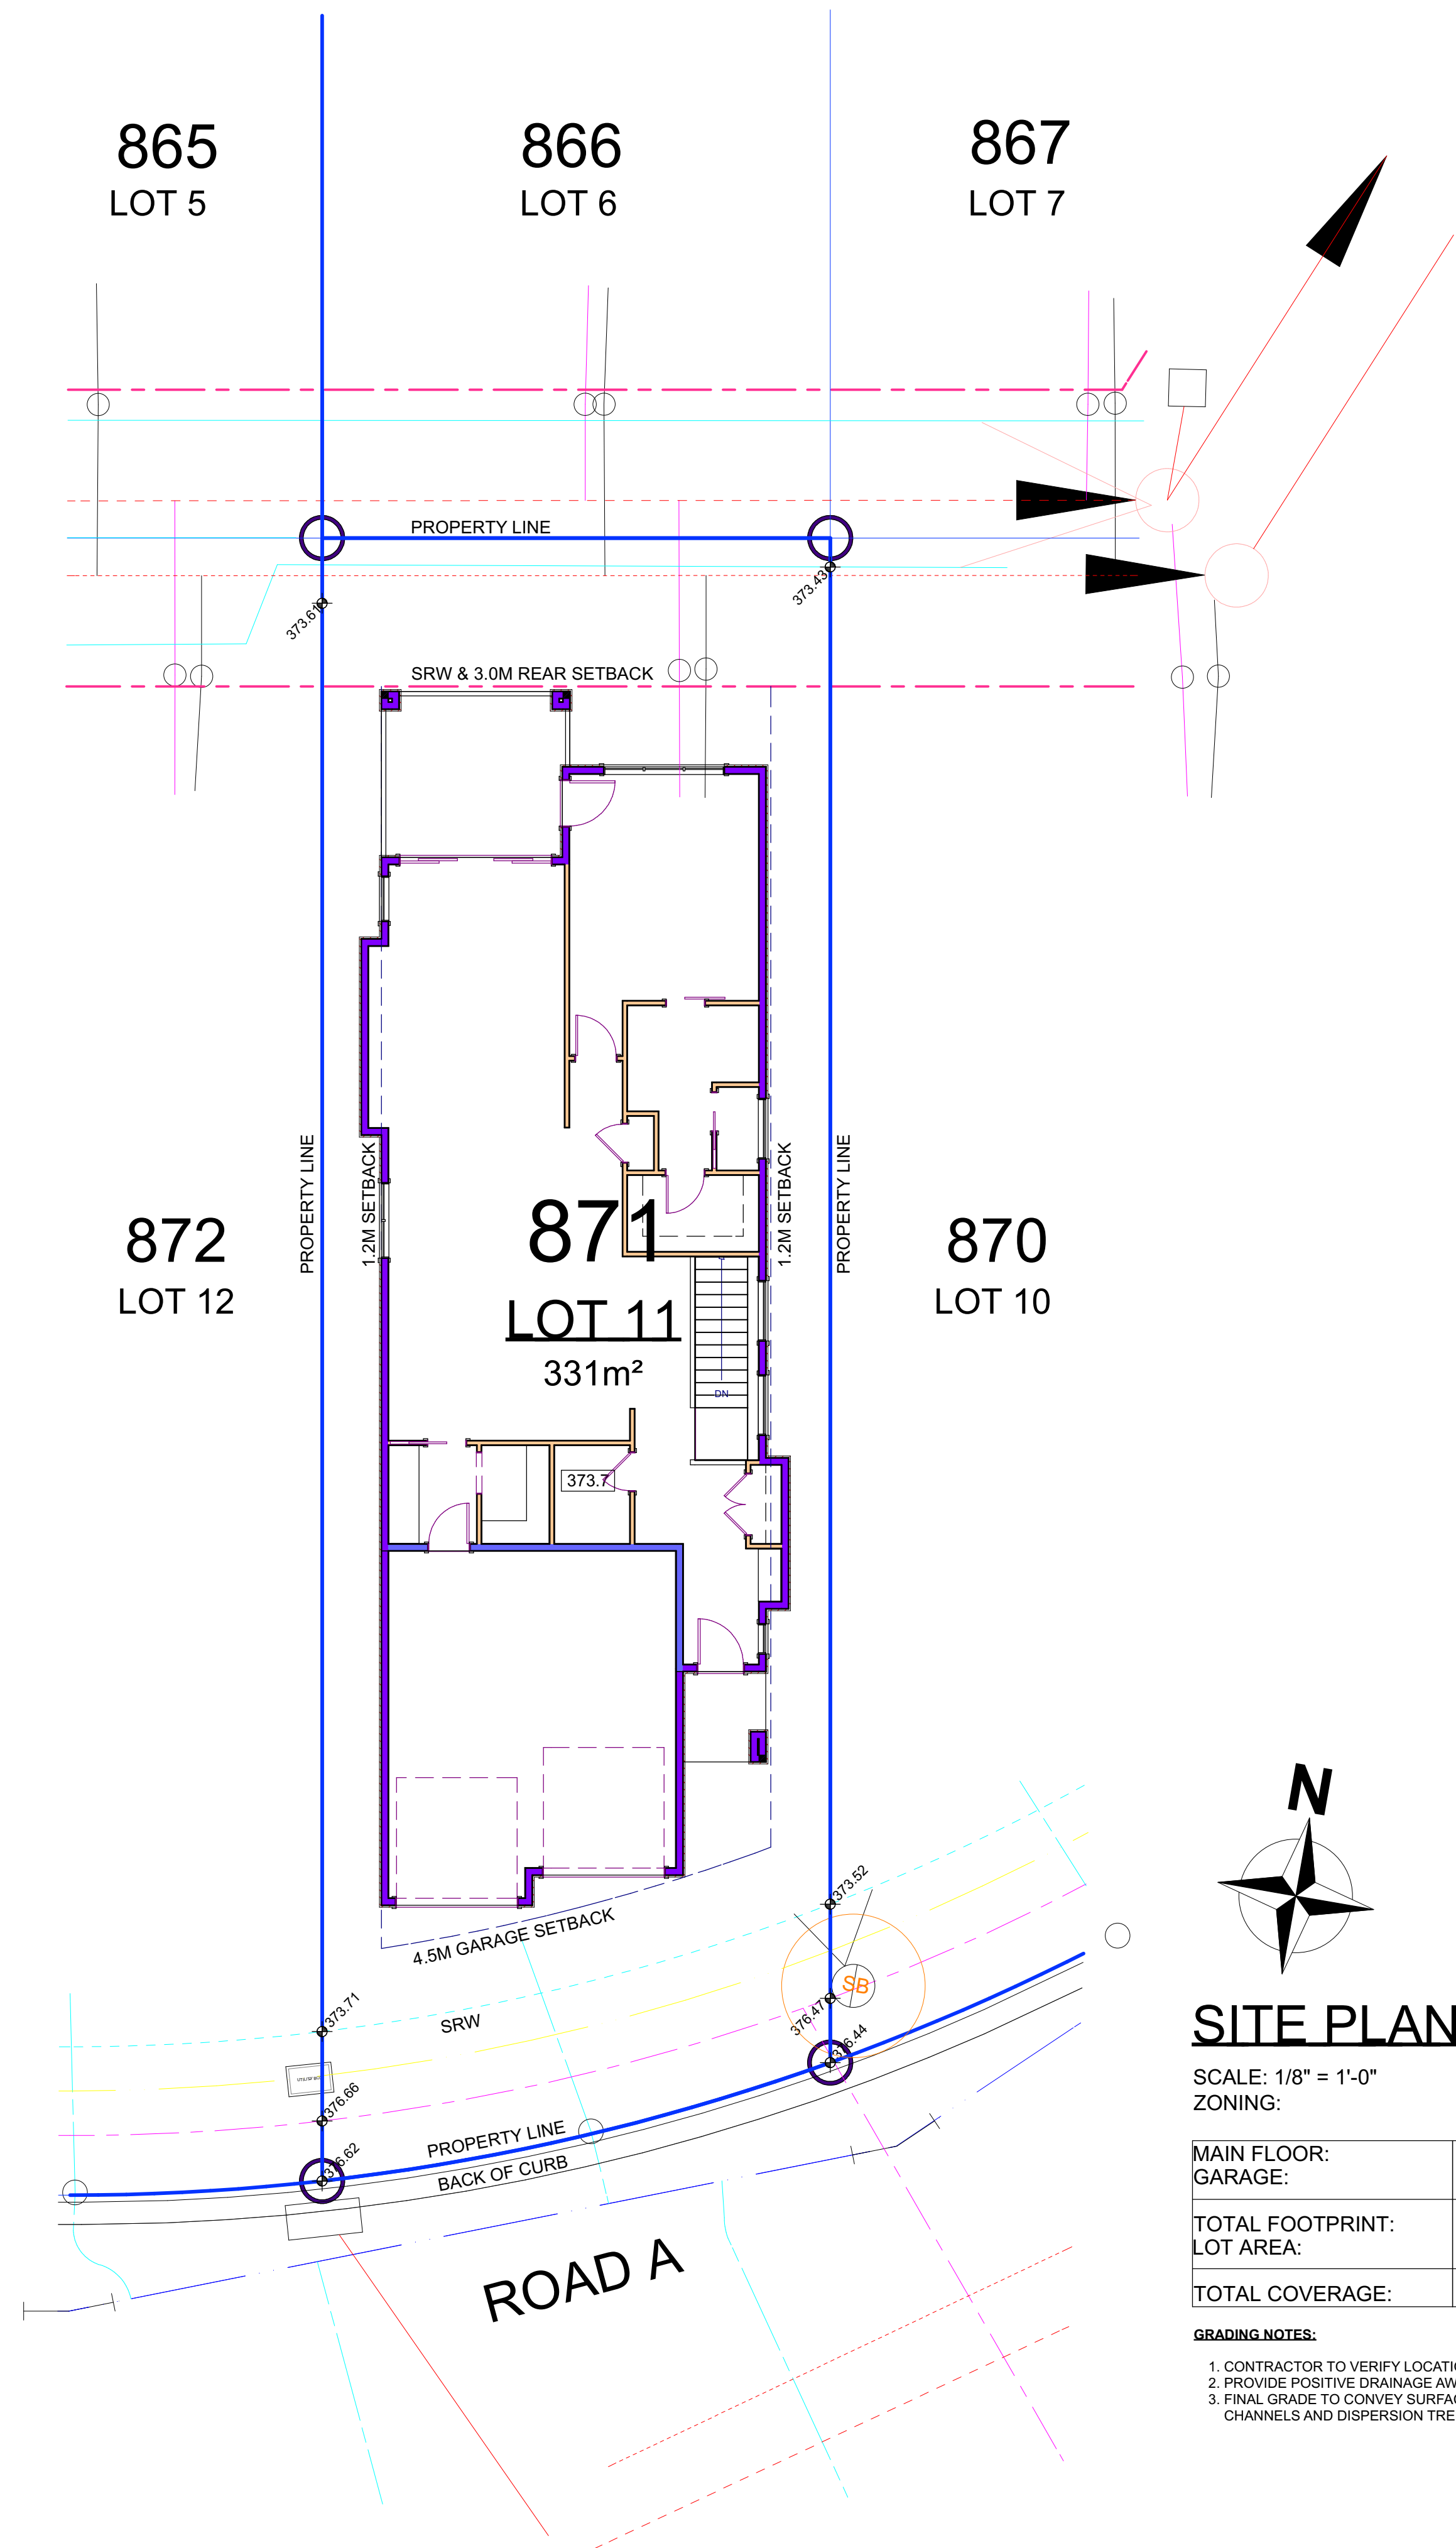 865
LOT 5
866
LOT 6
867
LOT 7
PROPERTY LINE
373.61
373.43
SRW & 3.0M REAR SETBACK
PROPERTY LINE
1.2M SETBACK
1.2M SETBACK
PROPERTY LINE
872
LOT 12
871
LOT 11
331m²
870
LOT 10
DN
373.7
4.5M GARAGE SETBACK
373.52
SB
376.47
376.44
373.71
SRW
376.66
376.62
PROPERTY LINE
BACK OF CURB
ROAD A
N
SITE PLAN
SCALE: 1/8" = 1'-0"
ZONING:
MAIN FLOOR:
GARAGE:
TOTAL FOOTPRINT:
LOT AREA:
TOTAL COVERAGE:
GRADING NOTES:
1. CONTRACTOR TO VERIFY
2. PROVIDE POSITIVE DRAINAGE
3. FINAL GRADE TO CONVEY
CHANNELS AND DISPERSION